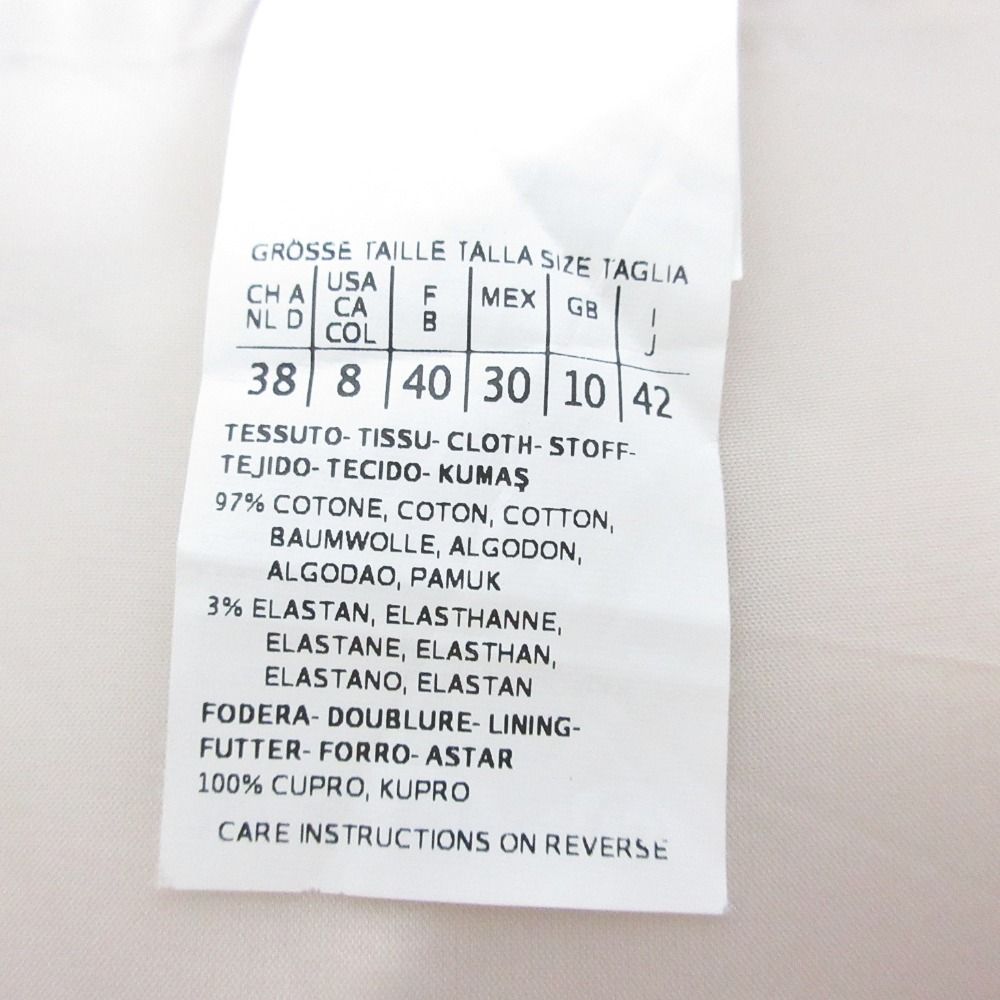 GRÖSSE TAILLE TALLA SIZE TAGLIA
CH A NL D | USA CA COL | F B | MEX | GB | I J
38 | 8 | 40 | 30 | 10 | 42
TESSUTO- TISSU- CLOTH- STOFF-
TEJIDO- TECIDO- KUMAŞ
97% COTONE, COTON, COTTON,
BAUMWOLLE, ALGODON,
ALGODAO, PAMUK
3% ELASTAN, ELASTHANNE,
ELASTANE, ELASTHAN,
ELASTANO, ELASTAN
FODERA- DOUBLURE- LINING-
FUTTER- FORRO- ASTAR
100% CUPRO, KUPRO
CARE INSTRUCTIONS ON REVERSE